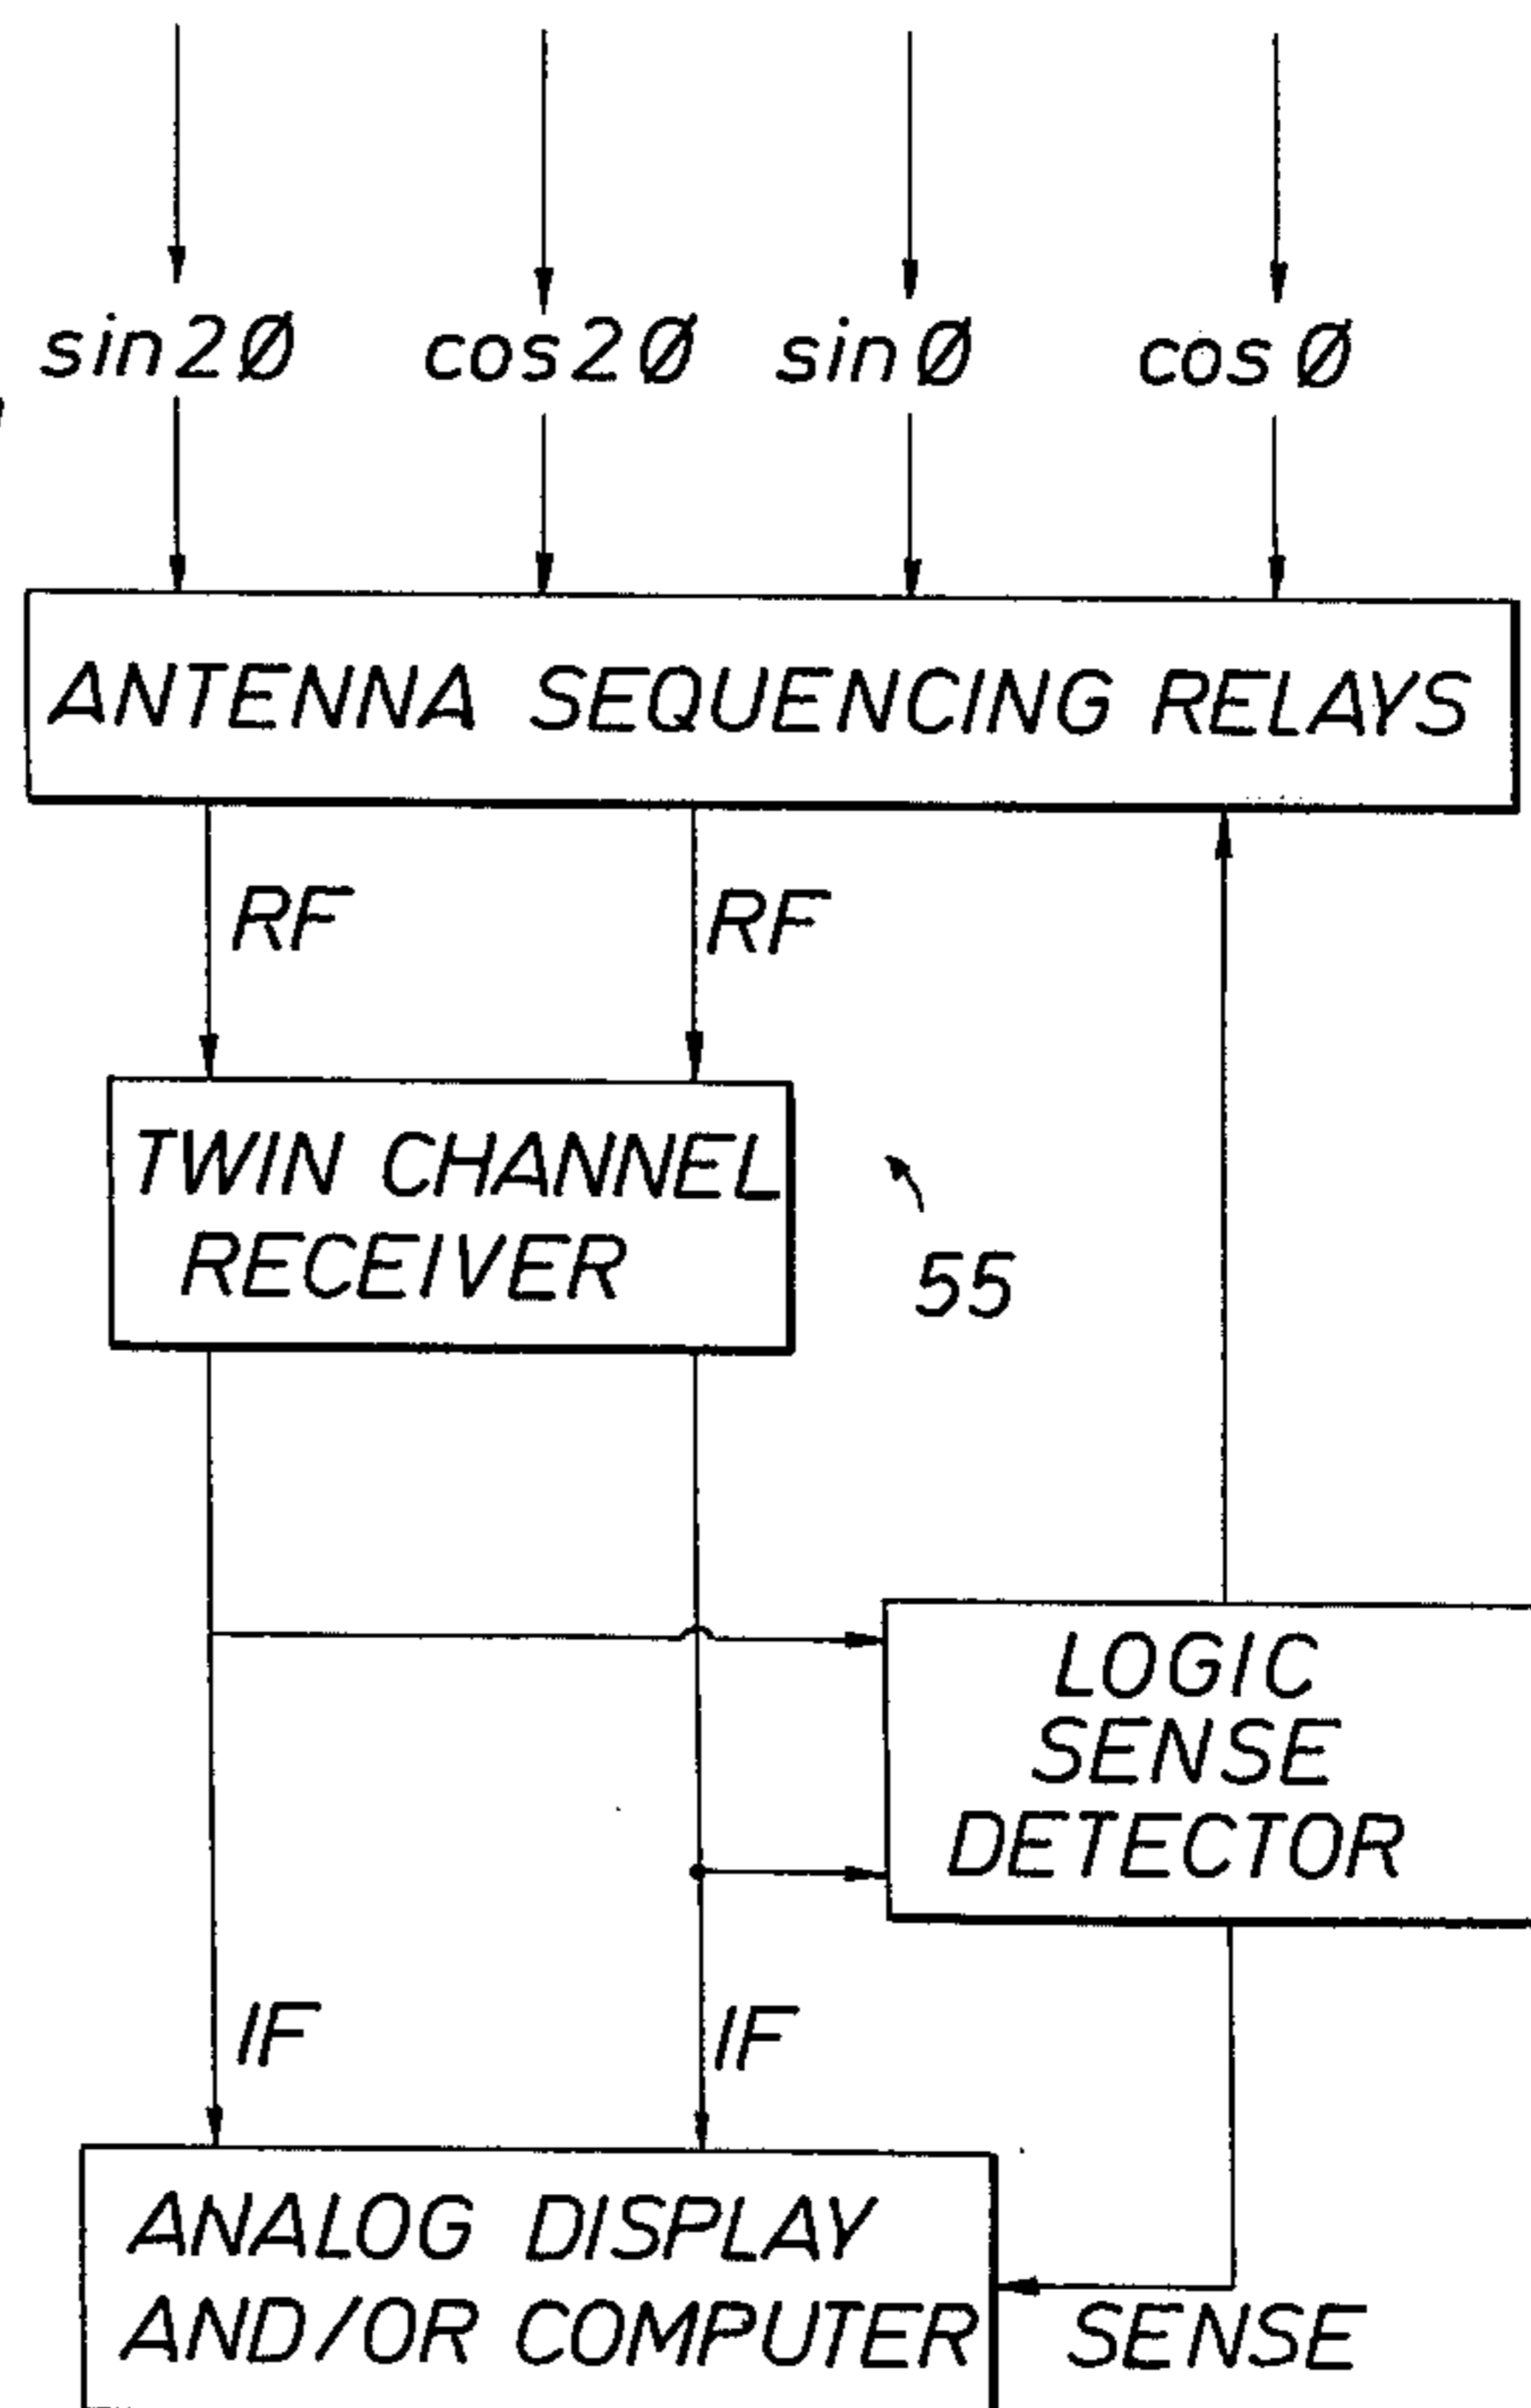 sin2Ø cos2Ø sinØ cosØ
ANTENNA SEQUENCING RELAYS
RF RF
TWIN CHANNEL
RECEIVER
55
LOGIC
SENSE
DETECTOR
IF IF
ANALOG DISPLAY
AND/OR COMPUTER
SENSE